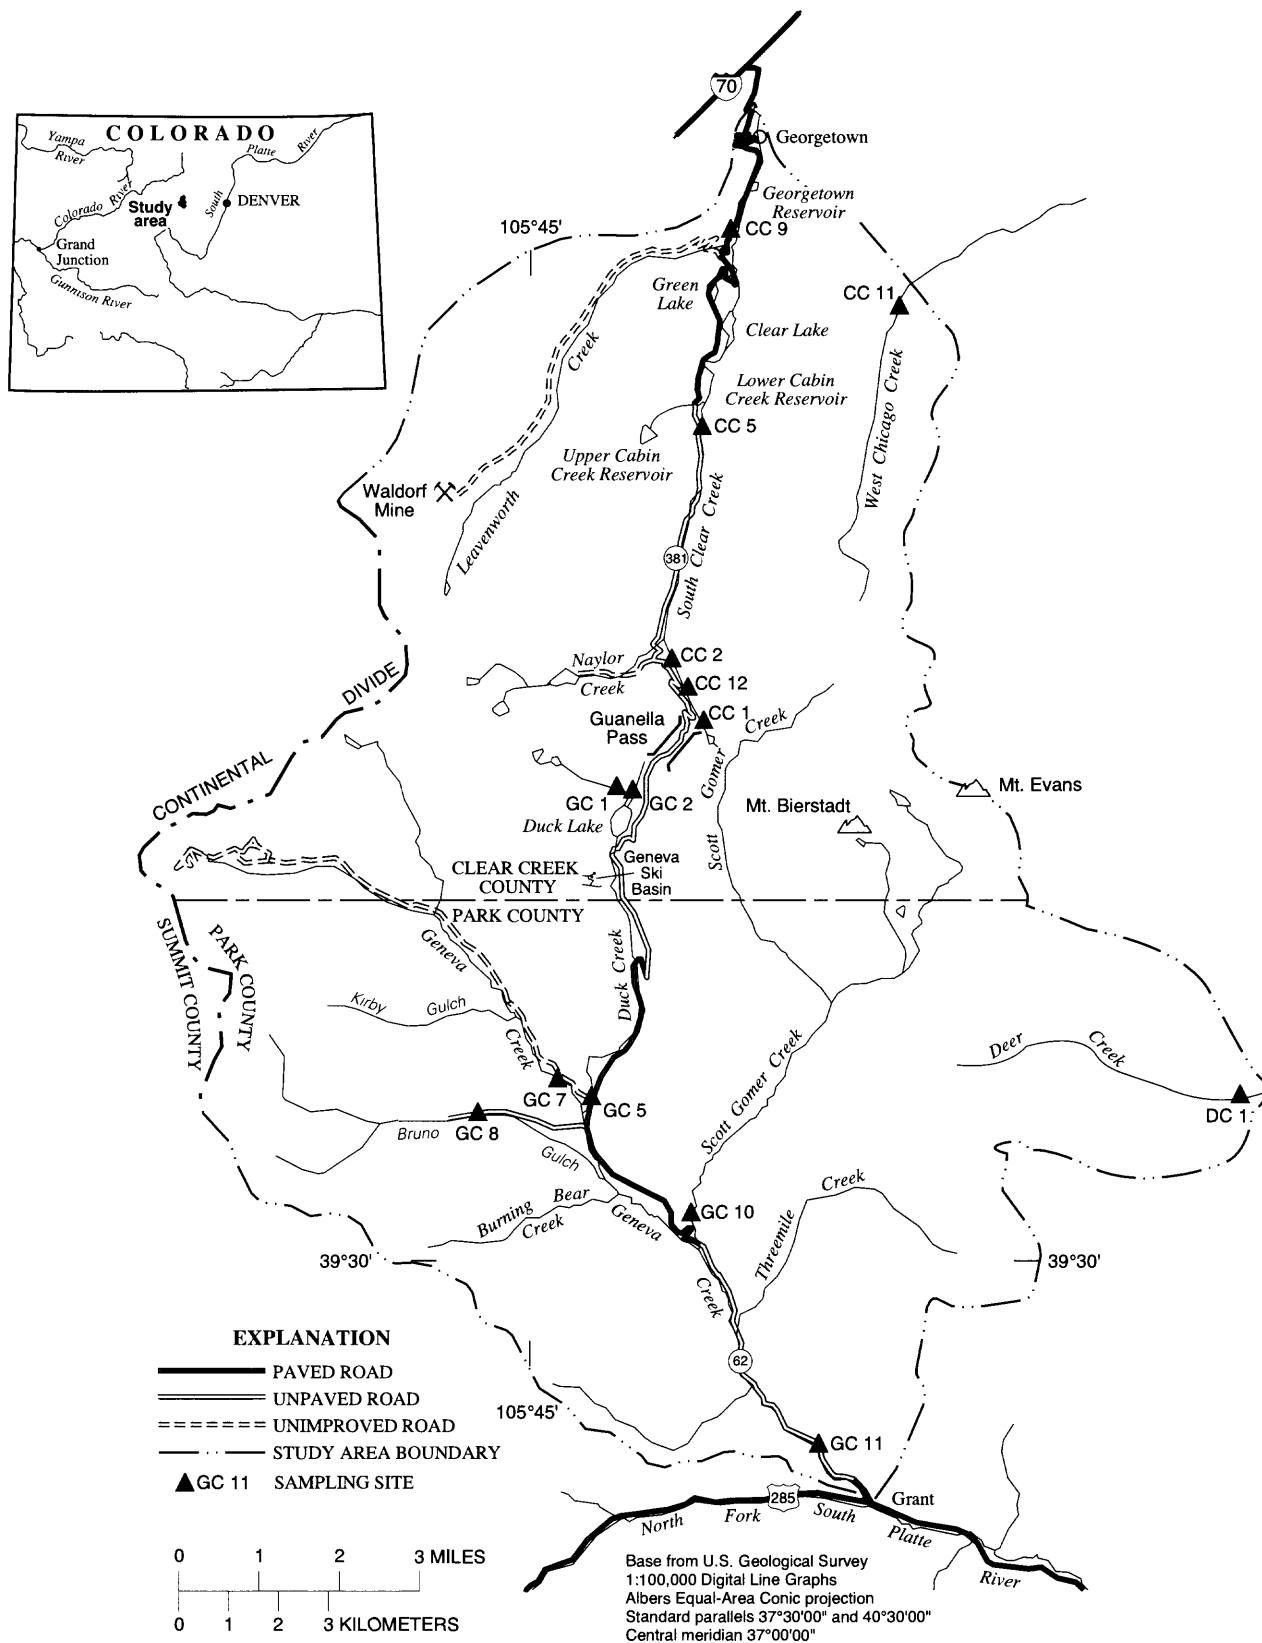 COLORADO
Yampa
River
Platte
River
Colorado
River
South
Study
area
DENVER
Grand
Junction
Gunnison River
70
Georgetown
Georgetown
Reservoir
105°45'
CC 9
Green
Lake
CC 11
Clear Lake
Creek
Lower Cabin
Creek Reservoir
West Chicago Creek
CC 5
Upper Cabin
Creek Reservoir
Waldorf
Mine
Leavenworth
South Clear Creek
381
Naylor
Creek
CC 2
CC 12
CC 1
Creek
Guanella
Pass
Gomer
Scott
CONTINENTAL
DIVIDE
GC 1
GC 2
Duck Lake
Mt. Bierstadt
Mt. Evans
Geneva
Ski
Basin
CLEAR CREEK
COUNTY
PARK COUNTY
SUMMIT COUNTY
PARK COUNTY
Geneva
Creek
Duck Creek
Kirby
Gulch
Scott Gomer Creek
Deer
Creek
DC 1
GC 7
GC 5
GC 8
Bruno
Gulch
Burning
Bear
Creek
Geneva
Creek
GC 10
Threemile
Creek
39°30'
39°30'
62
105°45'
GC 11
Grant
285
North
Fork
South
Platte
River
EXPLANATION
PAVED ROAD
UNPAVED ROAD
UNIMPROVED ROAD
STUDY AREA BOUNDARY
GC 11 SAMPLING SITE
0 1 2 3 MILES
0 1 2 3 KILOMETERS
Base from U.S. Geological Survey
1:100,000 Digital Line Graphs
Albers Equal-Area Conic projection
Standard parallels 37°30'00" and 40°30'00"
Central meridian 37°00'00"